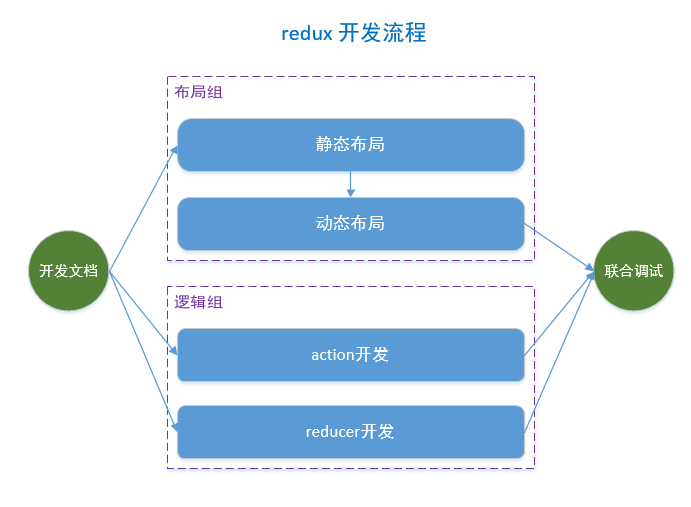 redux 开发流程
布局组
静态布局
动态布局
开发文档
联合调试
逻辑组
action开发
reducer开发